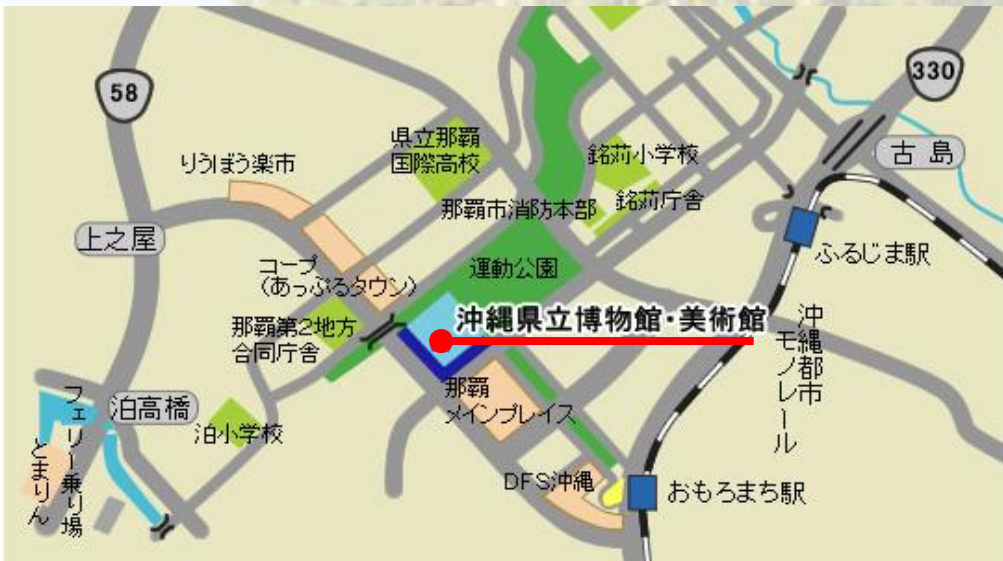 58
330
県立那覇
国際高校
りうぼう楽市
銘苅小学校
古島
那覇市消防本部
銘苅庁舎
上之屋
ふるじま駅
コープ
(あっぷるタウン)
運動公園
沖縄県立博物館・美術館
那覇第2地方
合同庁舎
沖縄都市
モノレール
那覇
メインプレイス
泊高橋
フェリー乗り場
とまりん
泊小学校
DFS沖縄
おもろまち駅